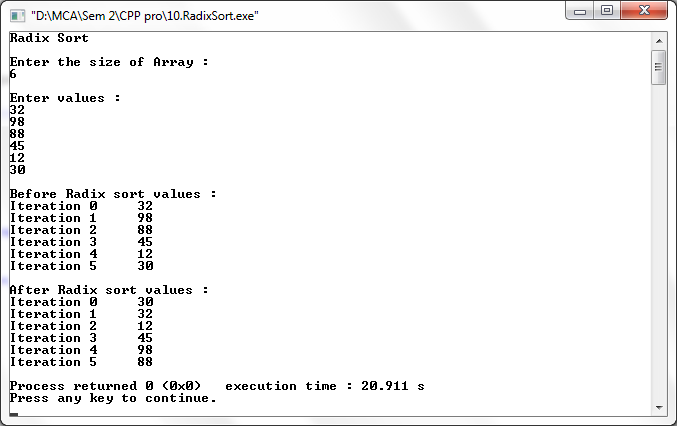 "D:\MCA\Sem 2\CPP pro\10.RadixSort.exe"
Radix Sort
Enter the size of Array :
6
Enter values :
32
98
88
45
12
30
Before Radix sort values :
Iteration 0     32
Iteration 1     98
Iteration 2     88
Iteration 3     45
Iteration 4     12
Iteration 5     30
After Radix sort values :
Iteration 0     30
Iteration 1     32
Iteration 2     12
Iteration 3     45
Iteration 4     98
Iteration 5     88
Process returned 0 (0x0)   execution time : 20.911 s
Press any key to continue.